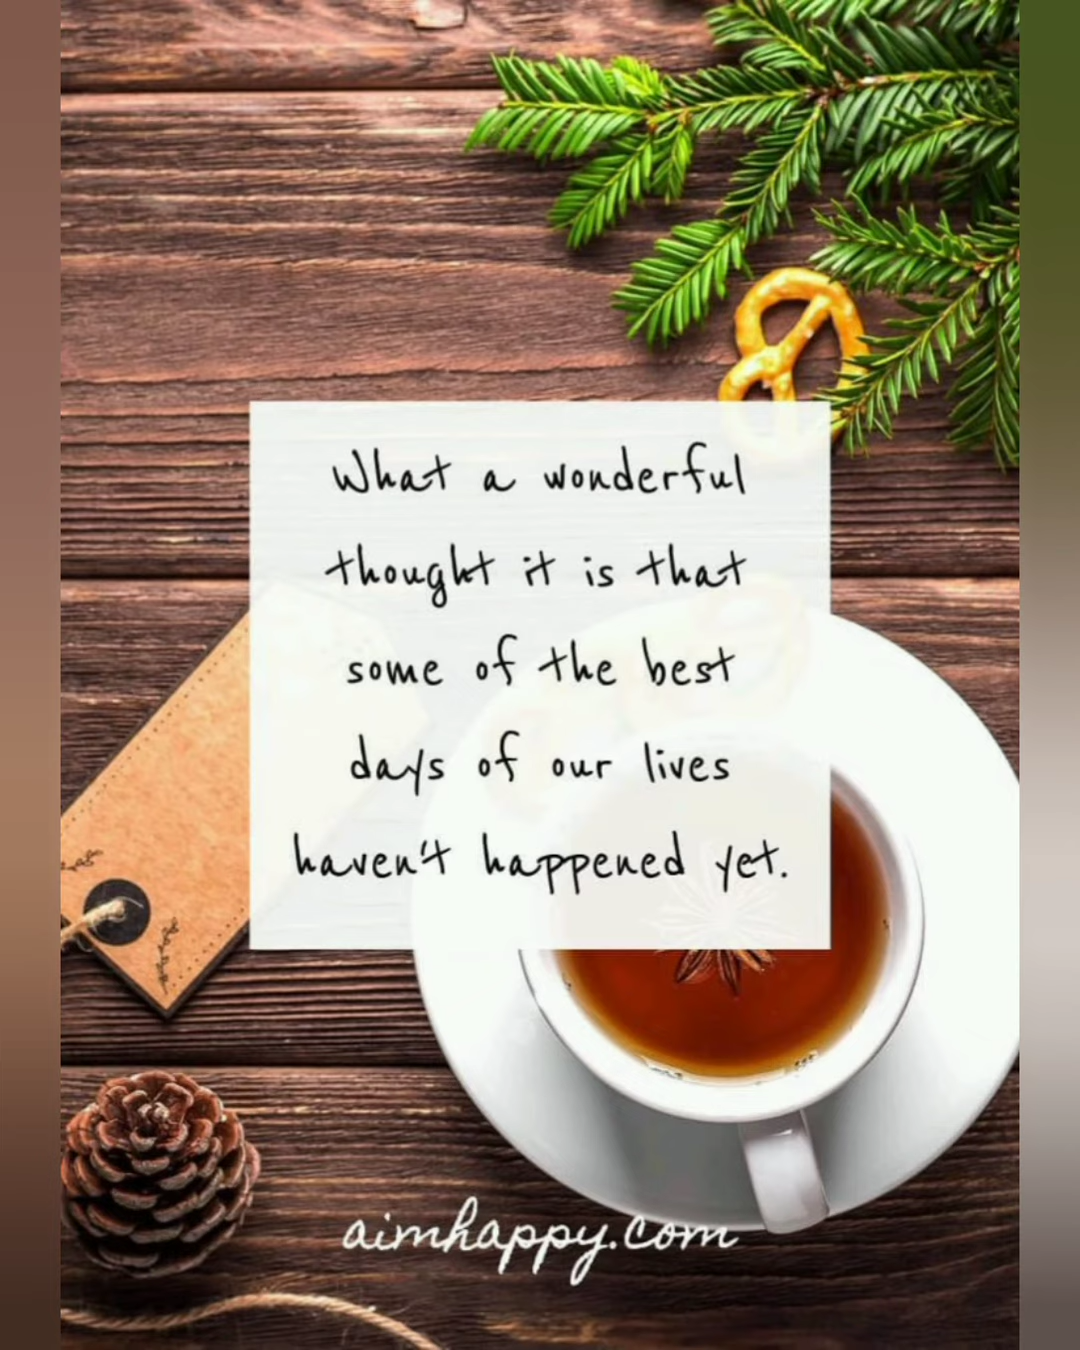 What a wonderful
thought it is that
some of the best
days of our lives
haven't happened yet.
aimhappy.com